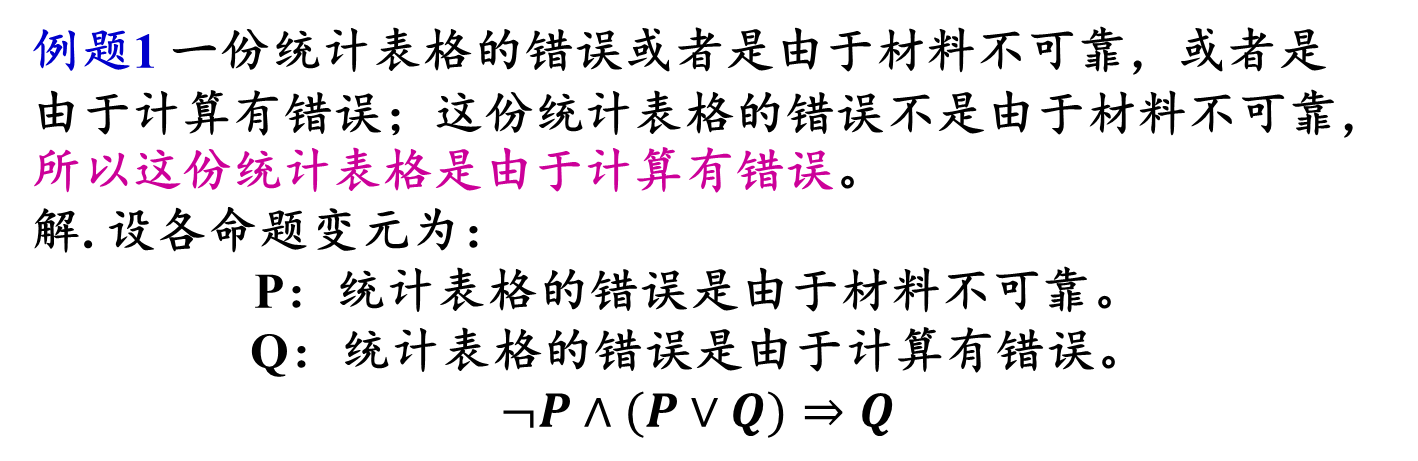 例题1 一份统计表格的错误或者是由于材料不可靠，或者是
由于计算有错误；这份统计表格的错误不是由于材料不可靠，
所以这份统计表格是由于计算有错误。
解. 设各命题变元为：
P：统计表格的错误是由于材料不可靠。
Q：统计表格的错误是由于计算有错误。
¬P ∧ (P ∨ Q) ⇒ Q